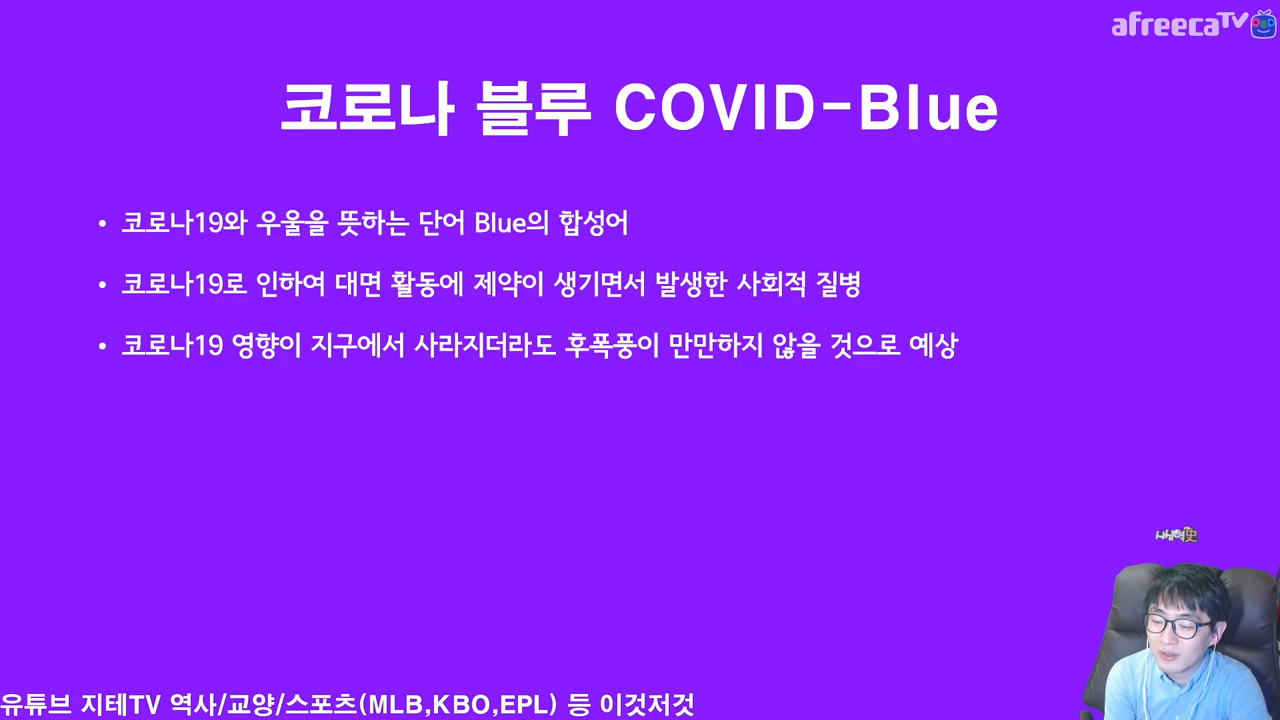 afreecaTV
코로나 블루 COVID-Blue
• 코로나19와 우울을 뜻하는 단어 Blue의 합성어
• 코로나19로 인하여 대면 활동에 제약이 생기면서 발생한 사회적 질병
• 코로나19 영향이 지구에서 사라지더라도 후폭풍이 만만하지 않을 것으로 예상
유튜브 지테TV 역사/교양/스포츠(MLB,KBO,EPL) 등 이것저것